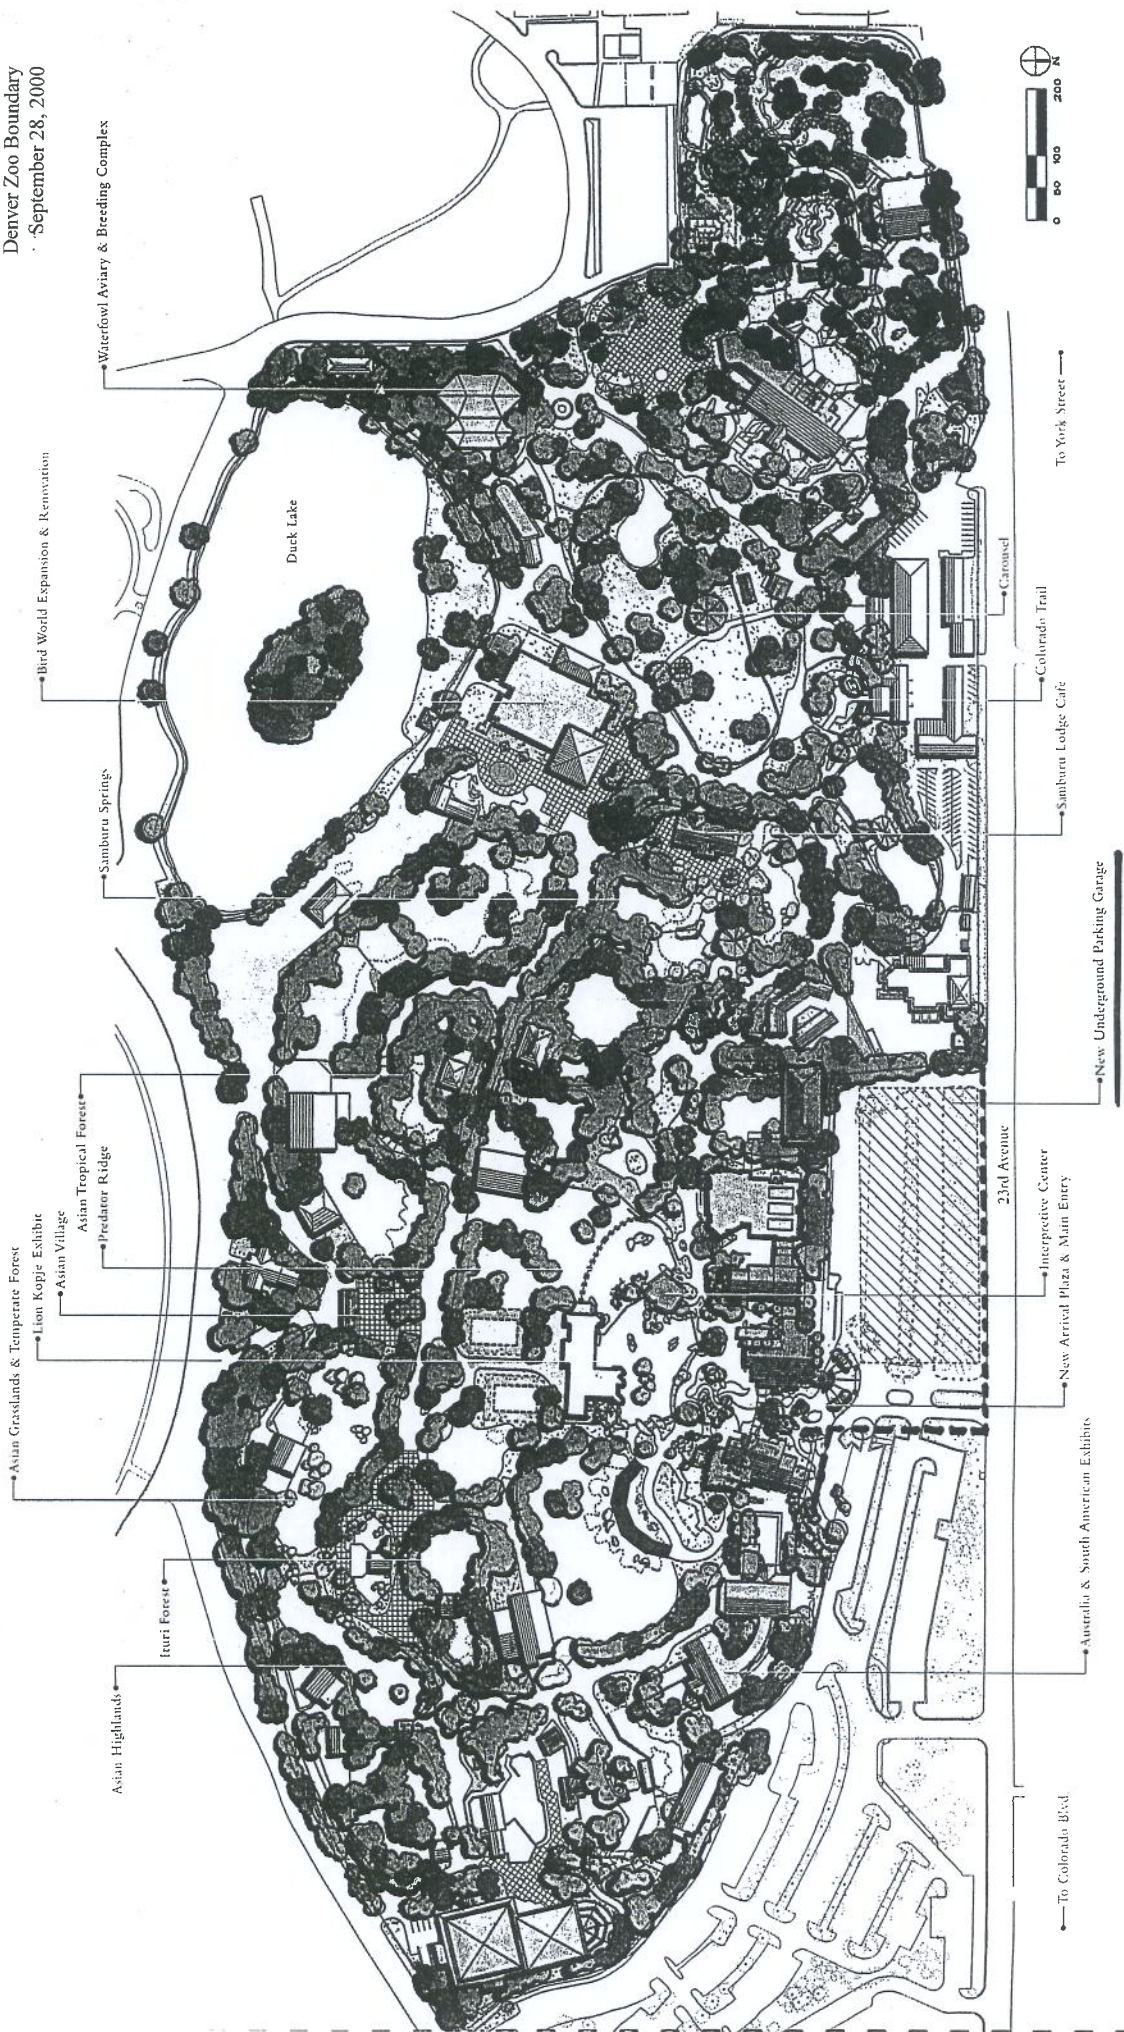 Denver Zoo Boundary
September 28, 2000
Waterfowl Aviary & Breeding Complex
Bird World Expansion & Renovation
Samburu Springs
Asian Tropical Forest
Predator Ridge
Asian Village
Lion Kopje Exhibit
Asian Grasslands & Temperate Forest
Ituri Forest
Asian Highlands
Duck Lake
N
0 50 100 200
To York Street
Carousel
Colorado Trail
Samburu Lodge Cafe
New Underground Parking Garage
23rd Avenue
Interpretive Center
New Arrival Plaza & Main Entry
Australia & South American Exhibits
To Colorado Blvd.